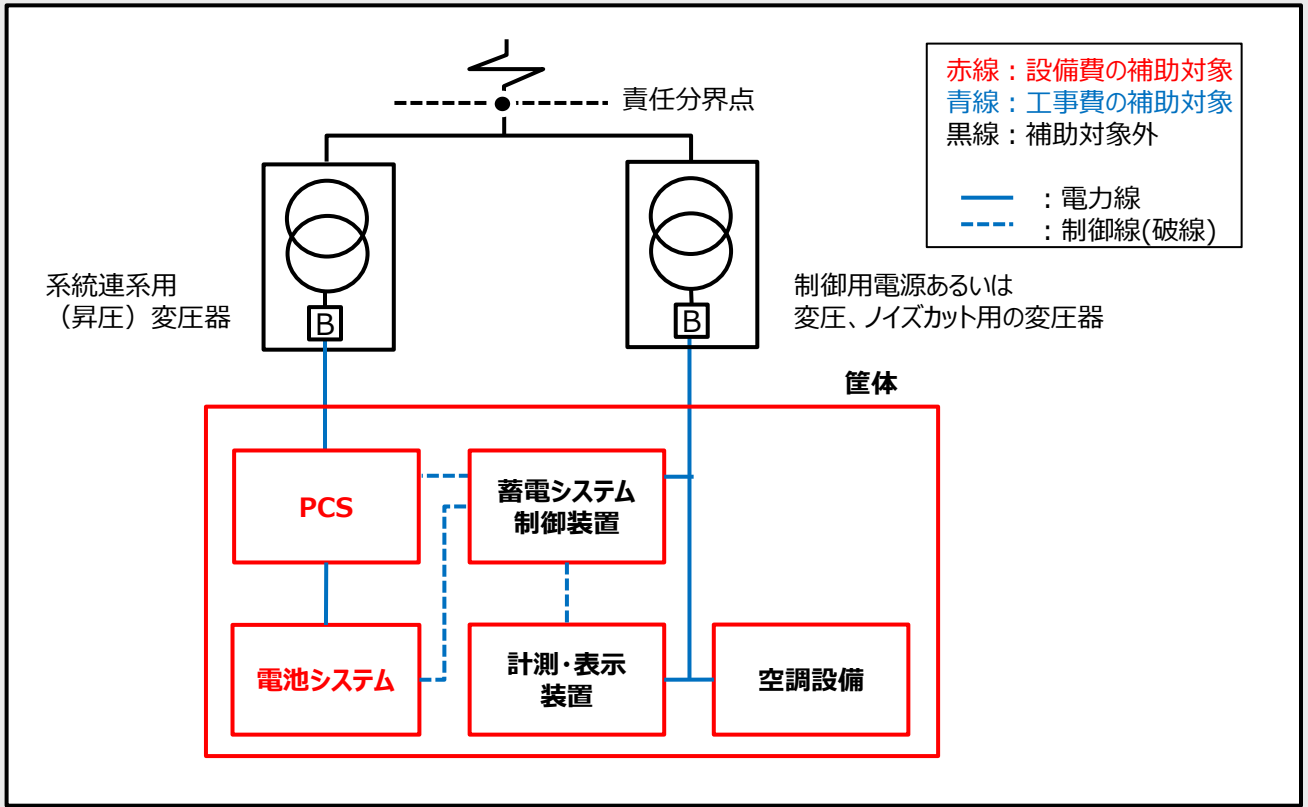 責任分界点
赤線：設備費の補助対象
青線：工事費の補助対象
黒線：補助対象外
：電力線
：制御線(破線)
系統連系用
（昇圧）変圧器
B
B
制御用電源あるいは
変圧、ノイズカット用の変圧器
筐体
PCS
蓄電システム
制御装置
電池システム
計測・表示
装置
空調設備